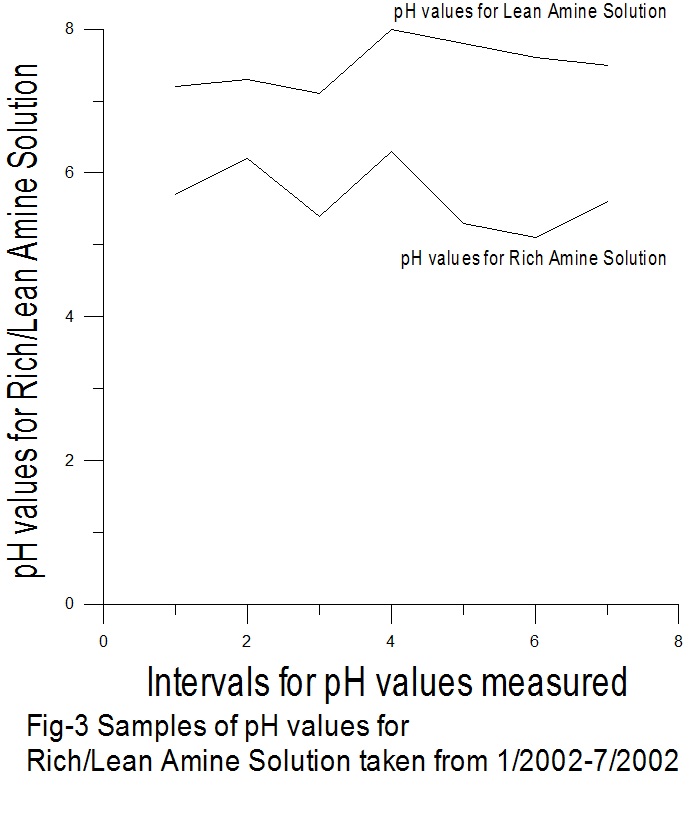 pH values for Lean Amine Solution
8
6
4
2
0
pH values for Rich/Lean Amine Solution
pH values for Rich Amine Solution
0 2 4 6 8
Intervals for pH values measured
Fig-3 Samples of pH values for
Rich/Lean Amine Solution taken from 1/2002-7/2002